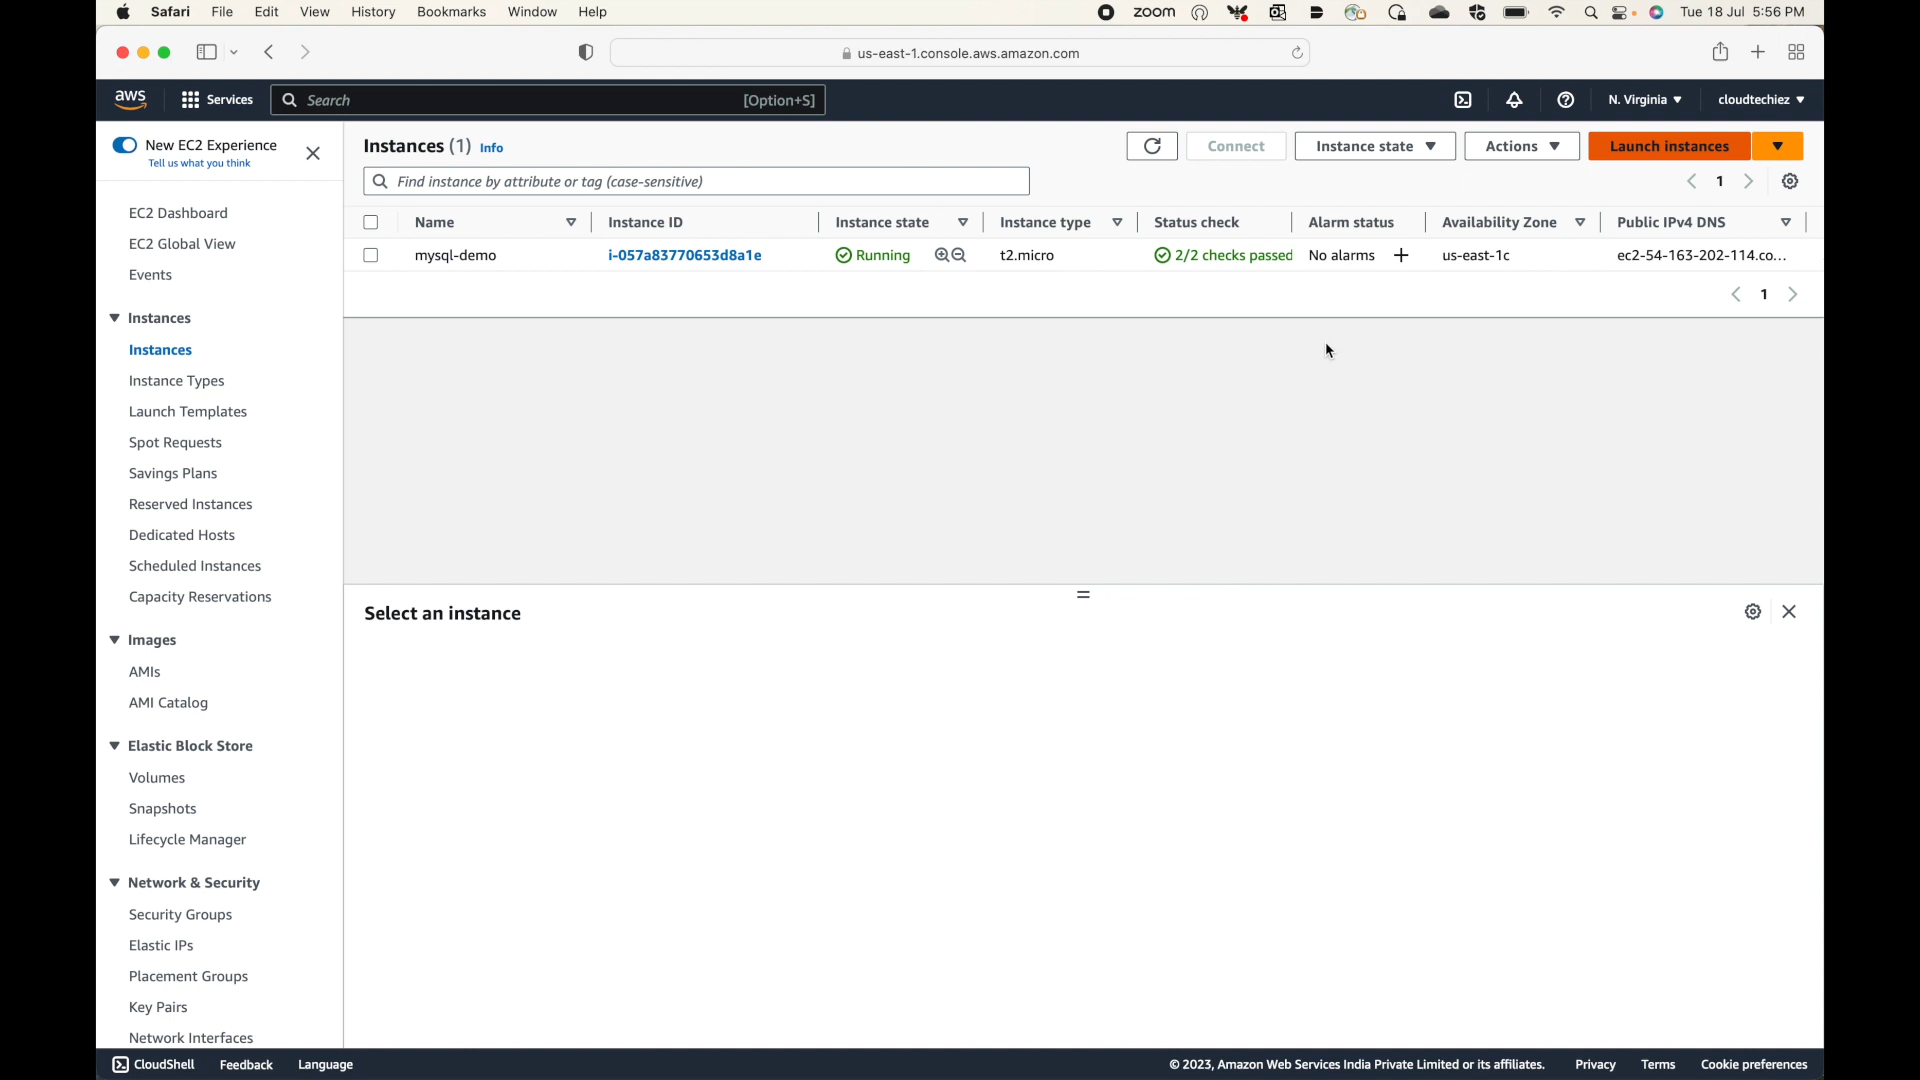 Safari File Edit View History Bookmarks Window Help zoom Tue 18 Jul 5:56 PM
us-east-1.console.aws.amazon.com
aws Services Search [Option+S] N. Virginia cloudtechiez
New EC2 Experience
Tell us what you think
EC2 Dashboard
EC2 Global View
Events
Instances
Instances
Instance Types
Launch Templates
Spot Requests
Savings Plans
Reserved Instances
Dedicated Hosts
Scheduled Instances
Capacity Reservations
Images
AMIs
AMI Catalog
Elastic Block Store
Volumes
Snapshots
Lifecycle Manager
Network & Security
Security Groups
Elastic IPs
Placement Groups
Key Pairs
Network Interfaces
Instances (1) Info Connect Instance state Actions Launch instances
Find instance by attribute or tag (case-sensitive) 1
Name Instance ID Instance state Instance type Status check Alarm status Availability Zone Public IPv4 DNS
mysql-demo i-057a83770653d8a1e Running t2.micro 2/2 checks passed No alarms us-east-1c ec2-54-163-202-114.co...
1
Select an instance
CloudShell Feedback Language © 2023, Amazon Web Services India Private Limited or its affiliates. Privacy Terms Cookie preferences